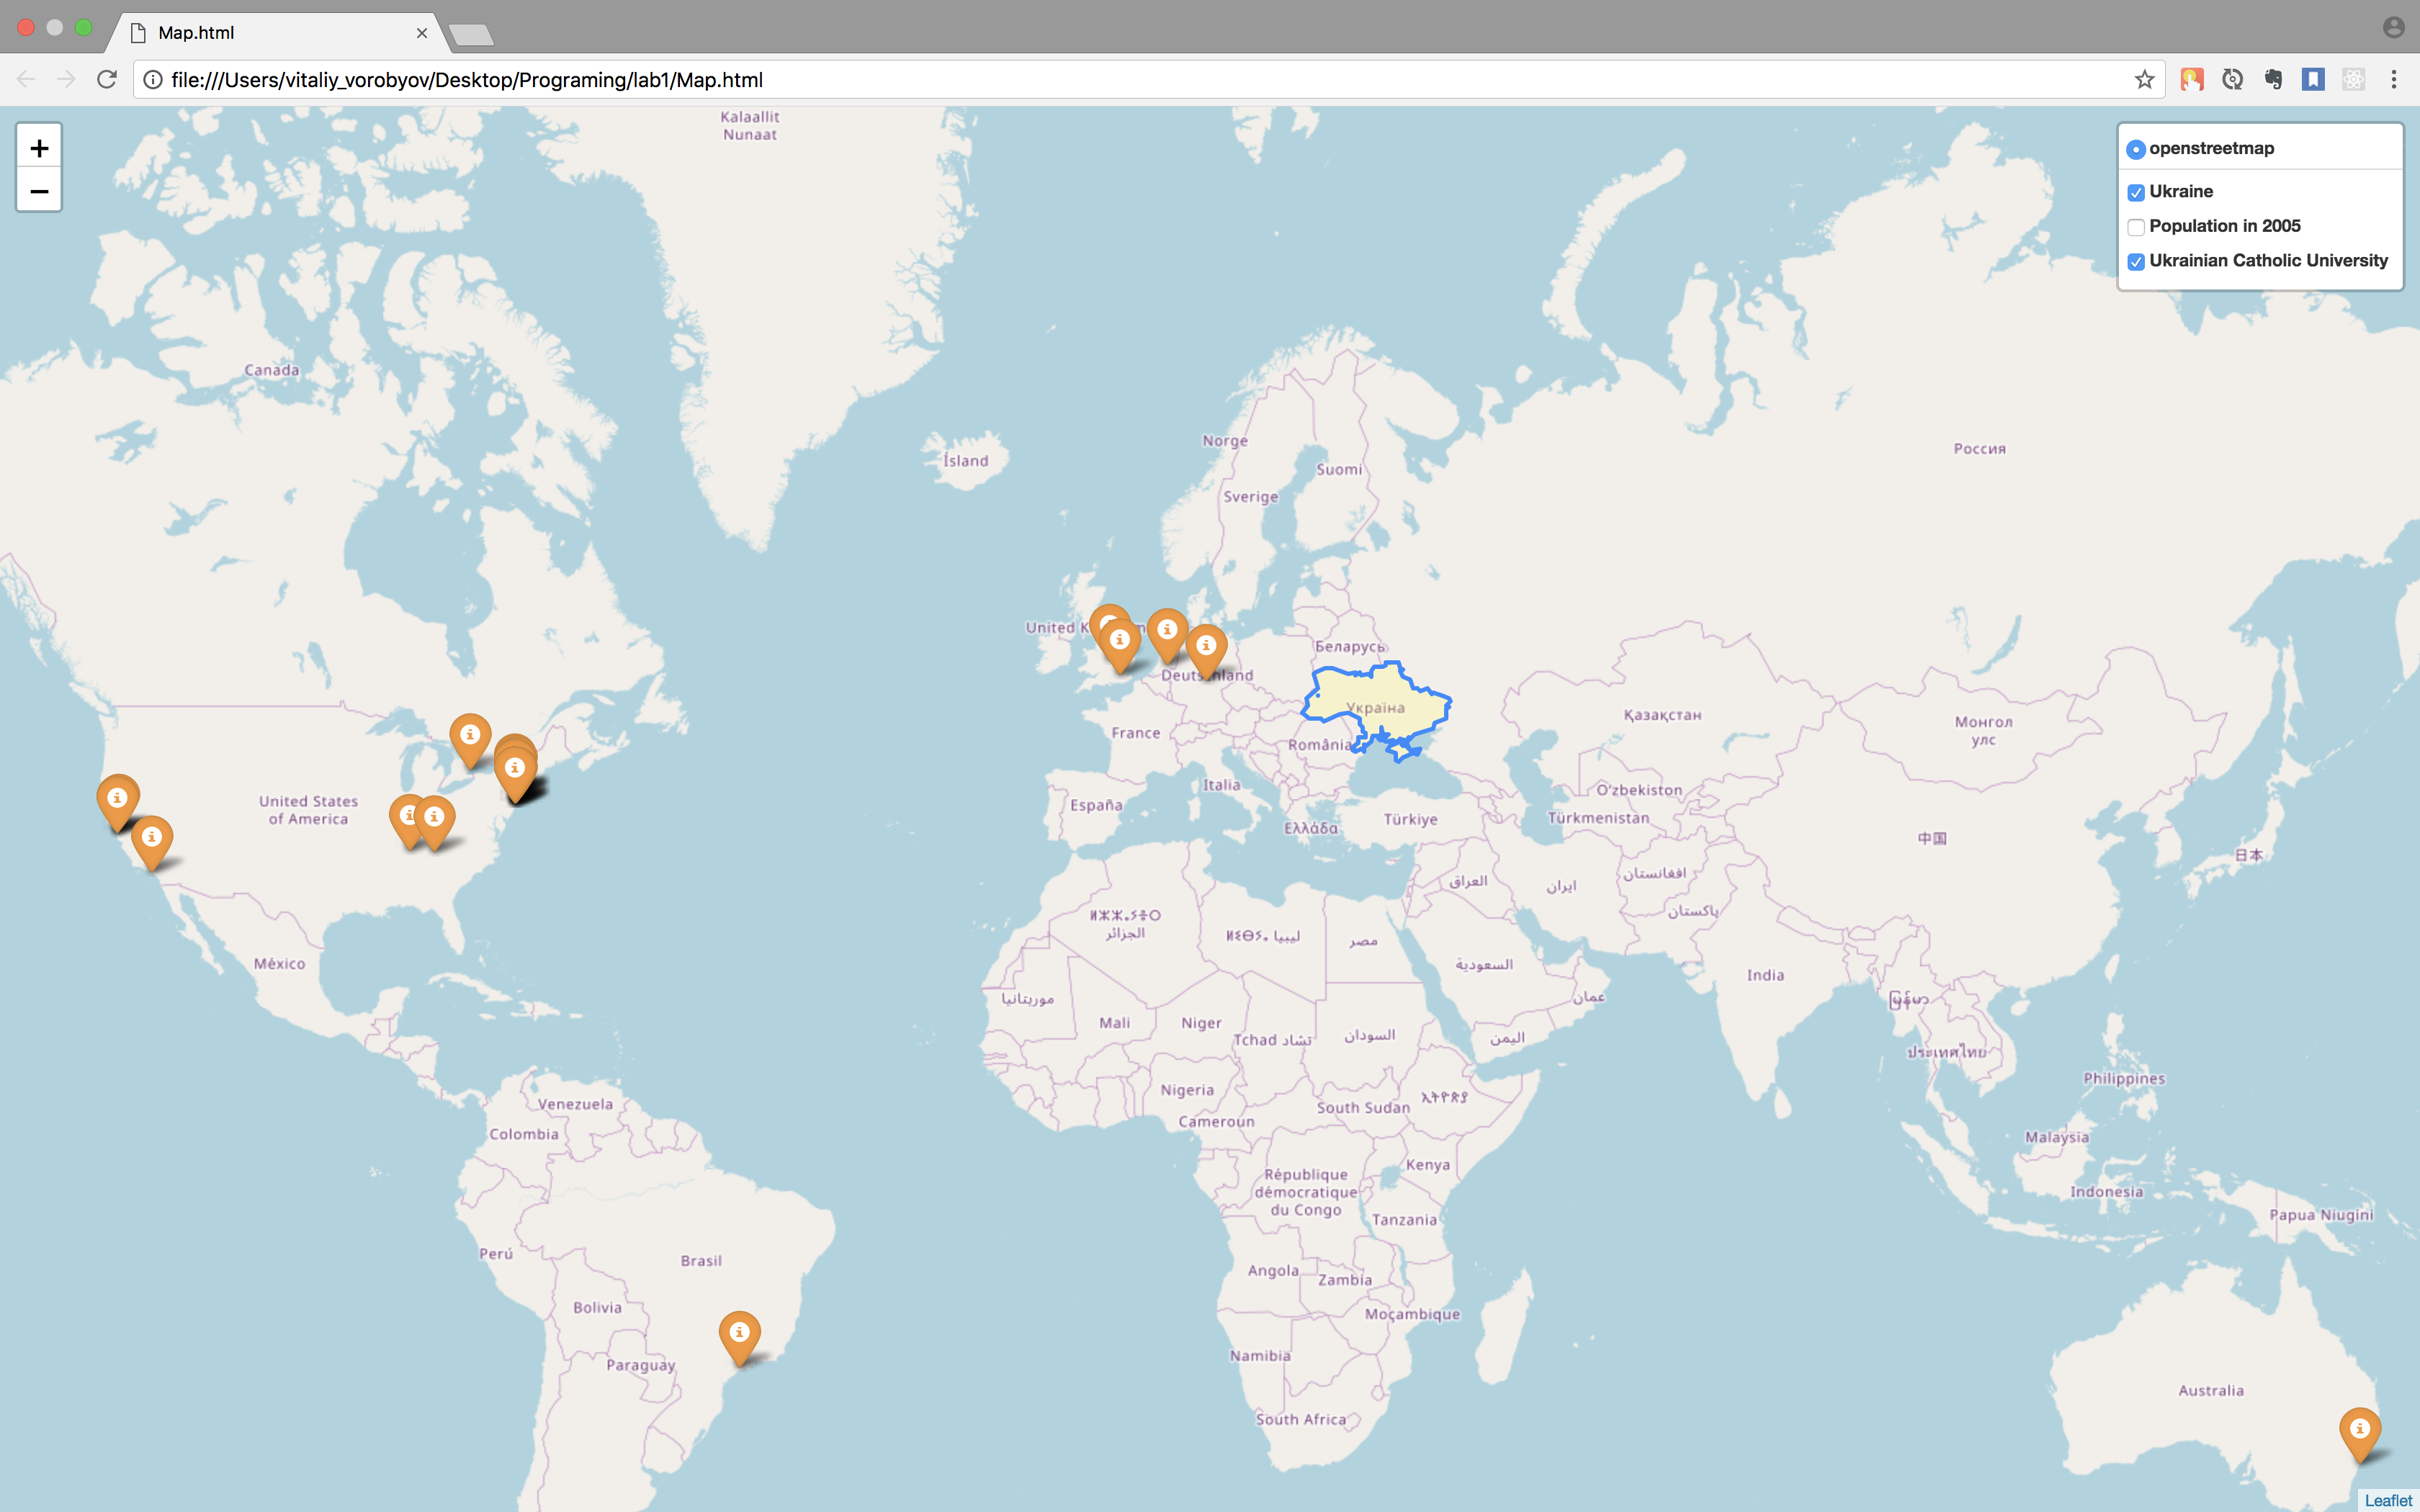 Map.html
file:///Users/vitaliy_vorobyov/Desktop/Programing/lab1/Map.html
+
−
openstreetmap
Ukraine
Population in 2005
Ukrainian Catholic University
Kalaallit
Nunaat
Canada
Ísland
Norge
Suomi
Sverige
Россия
United K
Беларусь
Deutschland
Україна
France
România
Қазақстан
Монгол
улс
Italia
España
Ελλάδα
Türkiye
O'zbekiston
Türkmenistan
中国
日本
United States
of America
México
ⵍⵣⵣⴰⵢⴻⵔ
الجزائر
ليبيا
مصر
العراق
ایران
افغانستان
پاکستان
السعودية
عمان
India
မြန်မာ
موريتانيا
Mali
Niger
Tchad تشاد
السودان
اليمن
ประเทศไทย
Philippines
Nigeria
South Sudan
Cameroun
Venezuela
Colombia
Malaysia
Kenya
République
démocratique
du Congo
Indonesia
Papua Niugini
Tanzania
Perú
Brasil
Angola
Zambia
Bolivia
Moçambique
Namibia
Paraguay
Australia
South Africa
Leaflet